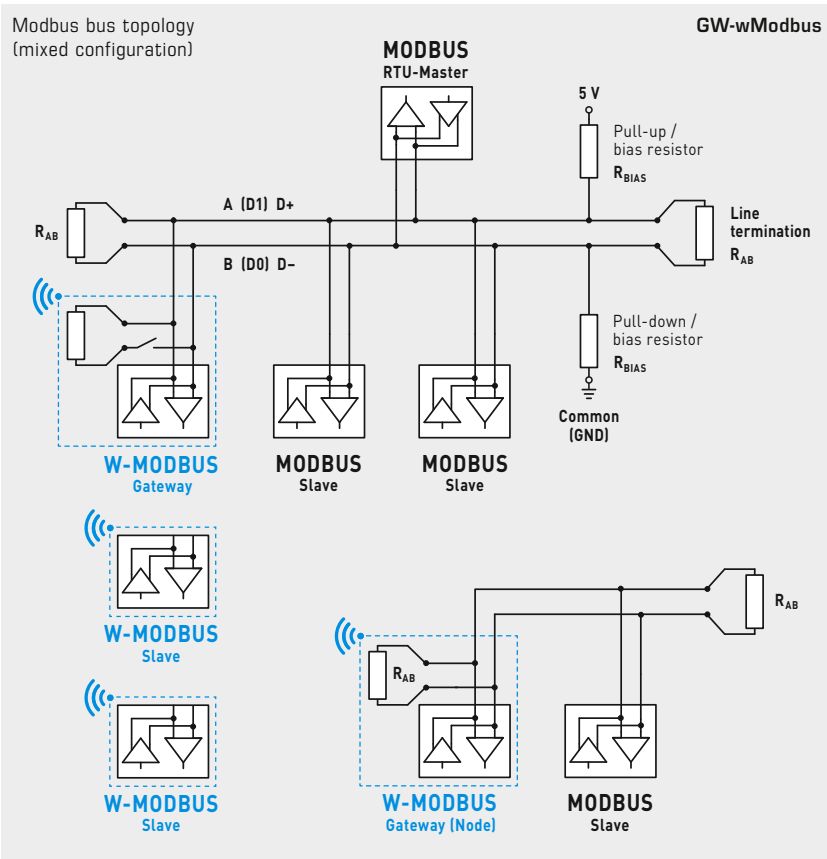 Modbus bus topology
(mixed configuration)
GW-wModbus
MODBUS
RTU-Master
5 V
Pull-up /
bias resistor
RBIAS
A (D1) D+
RAB
B (D0) D−
Line
termination
RAB
Pull-down /
bias resistor
RBIAS
Common
(GND)
W-MODBUS
Gateway
MODBUS
Slave
MODBUS
Slave
W-MODBUS
Slave
RAB
RAB
W-MODBUS
Slave
W-MODBUS
Gateway (Node)
MODBUS
Slave